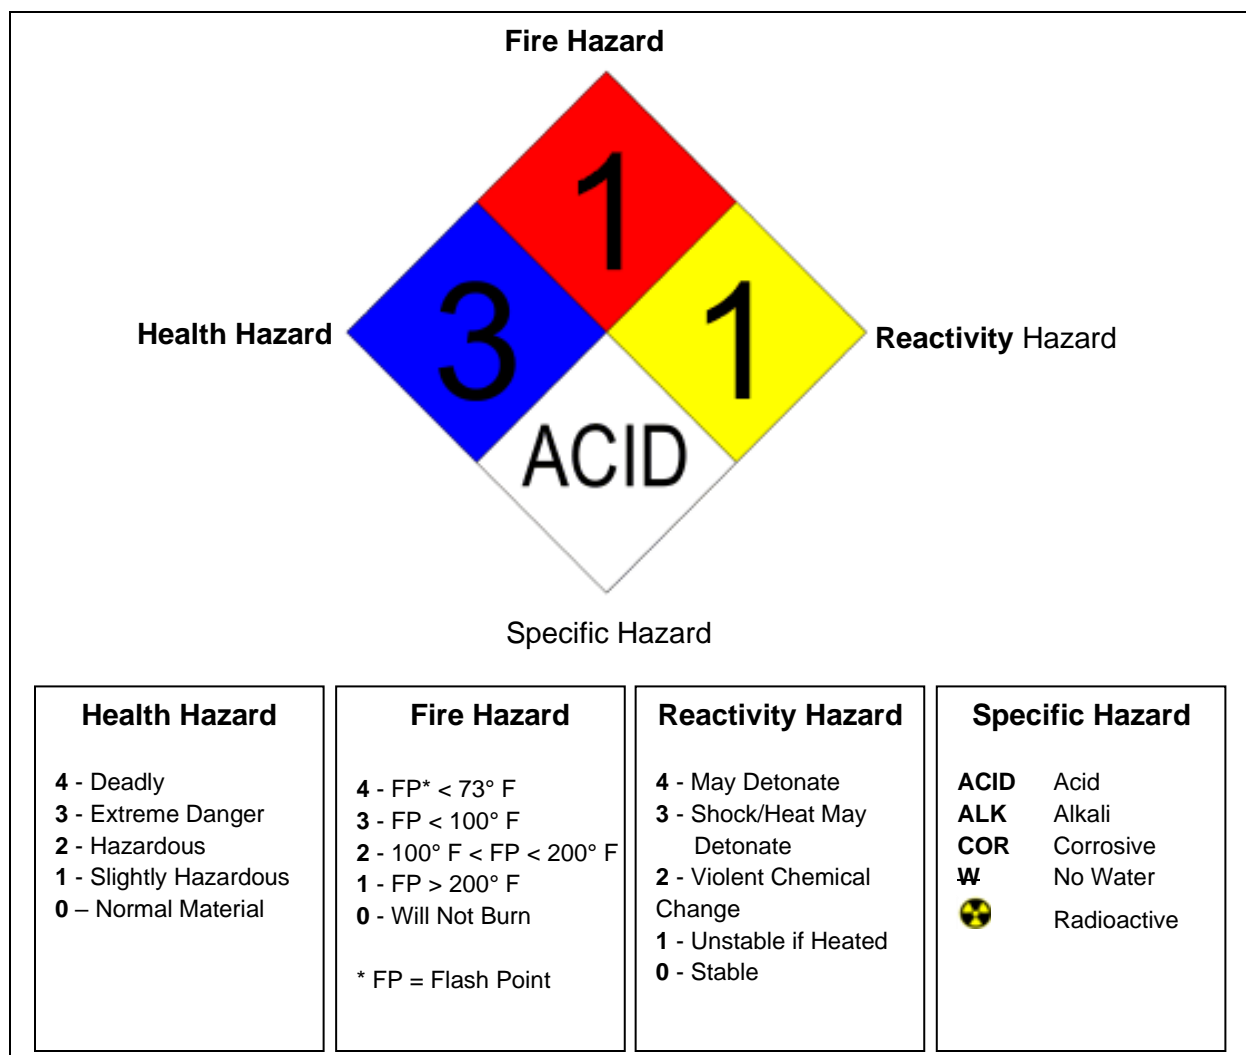 Fire Hazard
1
Health Hazard
3
1
Reactivity Hazard
ACID
Specific Hazard
Health Hazard
4 - Deadly
3 - Extreme Danger
2 - Hazardous
1 - Slightly Hazardous
0 – Normal Material
Fire Hazard
4 - FP* < 73° F
3 - FP < 100° F
2 - 100° F < FP < 200° F
1 - FP > 200° F
0 - Will Not Burn
* FP = Flash Point
Reactivity Hazard
4 - May Detonate
3 - Shock/Heat May
Detonate
2 - Violent Chemical
Change
1 - Unstable if Heated
0 - Stable
Specific Hazard
ACID Acid
ALK Alkali
COR Corrosive
W No Water
Radioactive